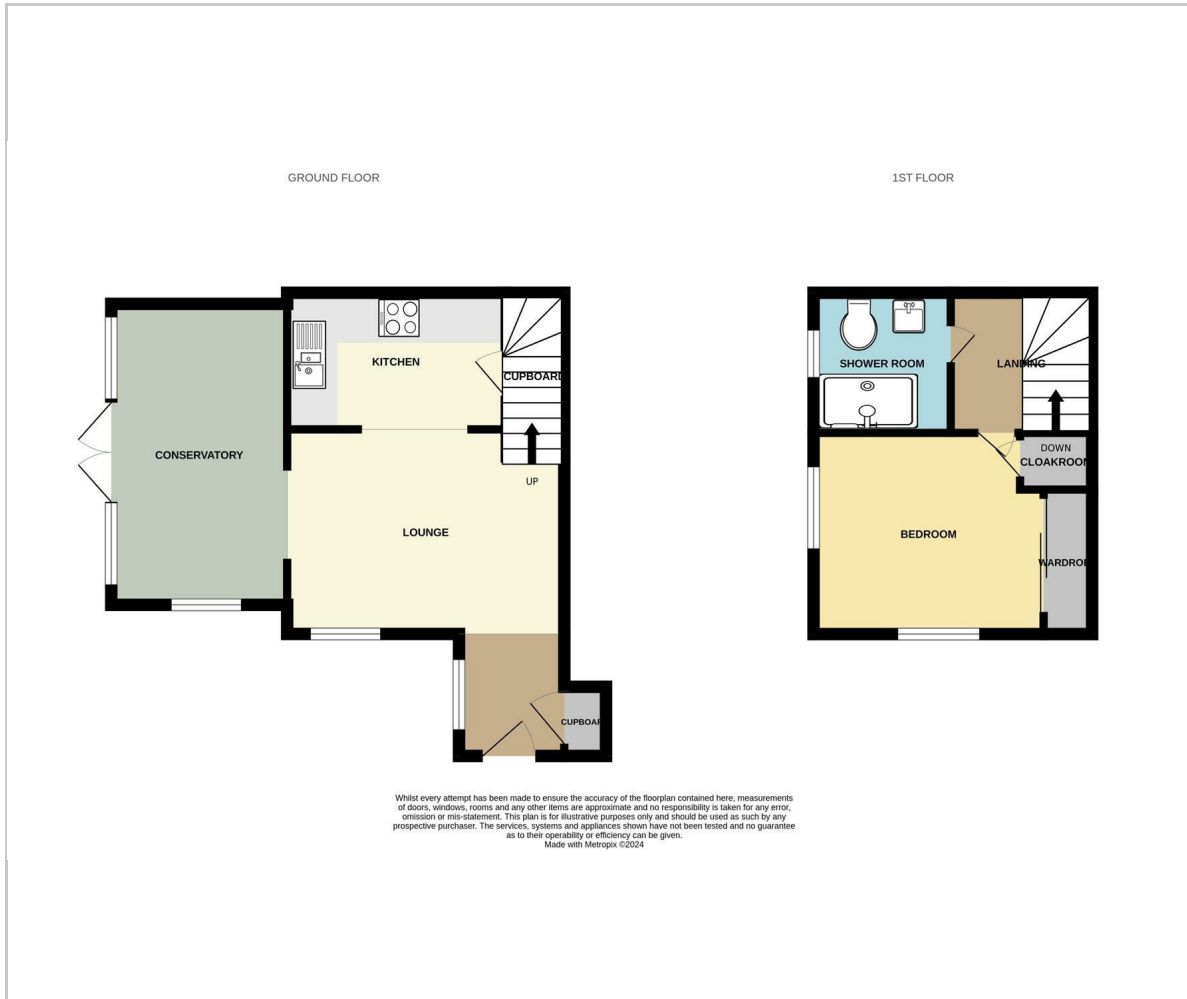 GROUND FLOOR
1ST FLOOR
KITCHEN
CUPBOARD
CONSERVATORY
UP
LOUNGE
CUPBOAR
SHOWER ROOM
LANDING
DOWN
CLOAKROOM
BEDROOM
WARDROB
Whilst every attempt has been made to ensure the accuracy of the floorplan contained here, measurements
of doors, windows, rooms and any other items are approximate and no responsibility is taken for any error,
omission or mis-statement. This plan is for illustrative purposes only and should be used as such by any
prospective purchaser. The services, systems and appliances shown have not been tested and no guarantee
as to their operability or efficiency can be given.
Made with Metropix ©2024